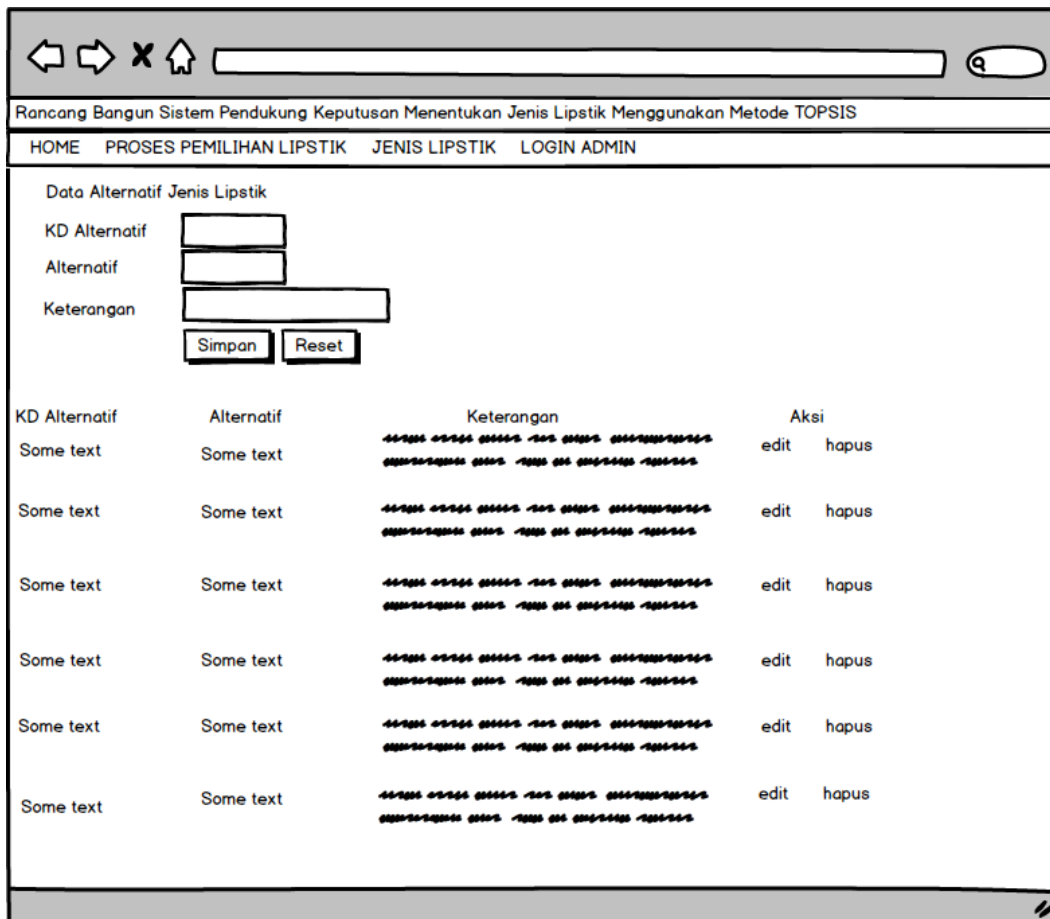 Rancang Bangun Sistem Pendukung Keputusan Menentukan Jenis Lipstik Menggunakan Metode TOPSIS
HOME PROSES PEMILIHAN LIPSTIK JENIS LIPSTIK LOGIN ADMIN
Data Alternatif Jenis Lipstik
KD Alternatif
Alternatif
Keterangan
Simpan Reset
KD Alternatif Alternatif Keterangan Aksi
Some text Some text edit hapus
Some text Some text edit hapus
Some text Some text edit hapus
Some text Some text edit hapus
Some text Some text edit hapus
Some text Some text edit hapus